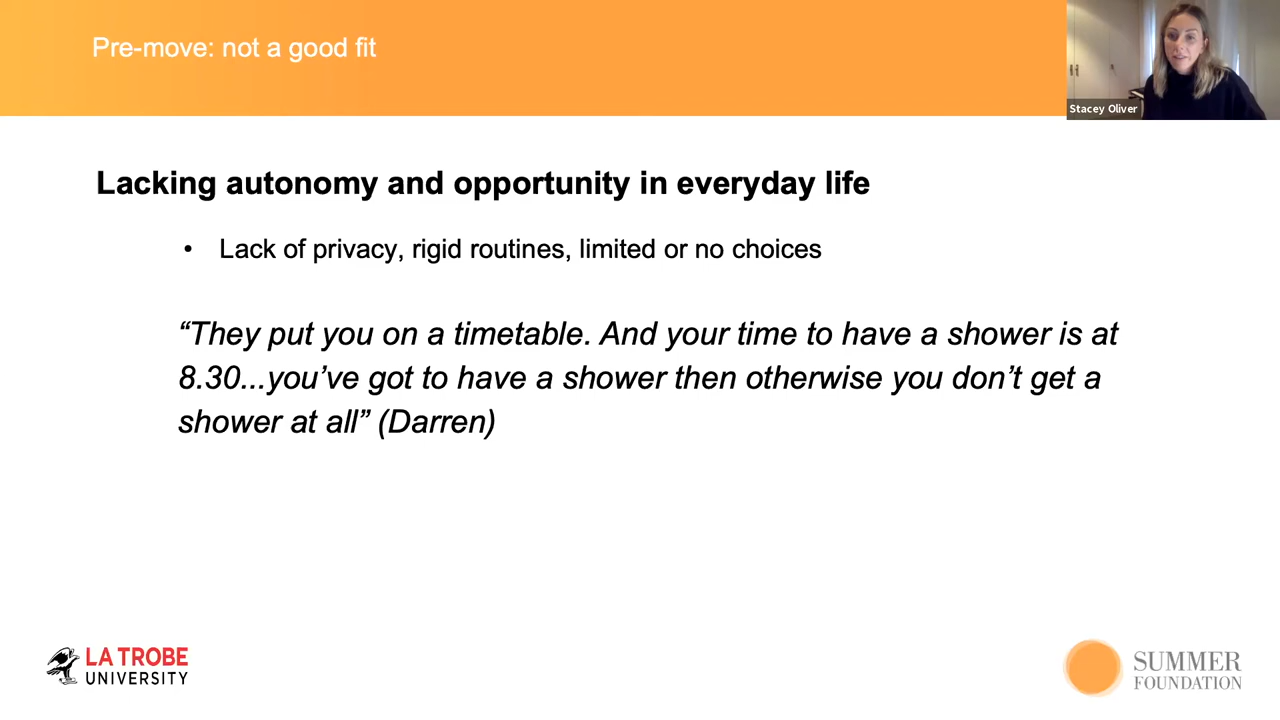 Pre-move: not a good fit
Stacey Oliver
Lacking autonomy and opportunity in everyday life
• Lack of privacy, rigid routines, limited or no choices
“They put you on a timetable. And your time to have a shower is at
8.30...you’ve got to have a shower then otherwise you don’t get a
shower at all” (Darren)
LA TROBE
UNIVERSITY
SUMMER
FOUNDATION